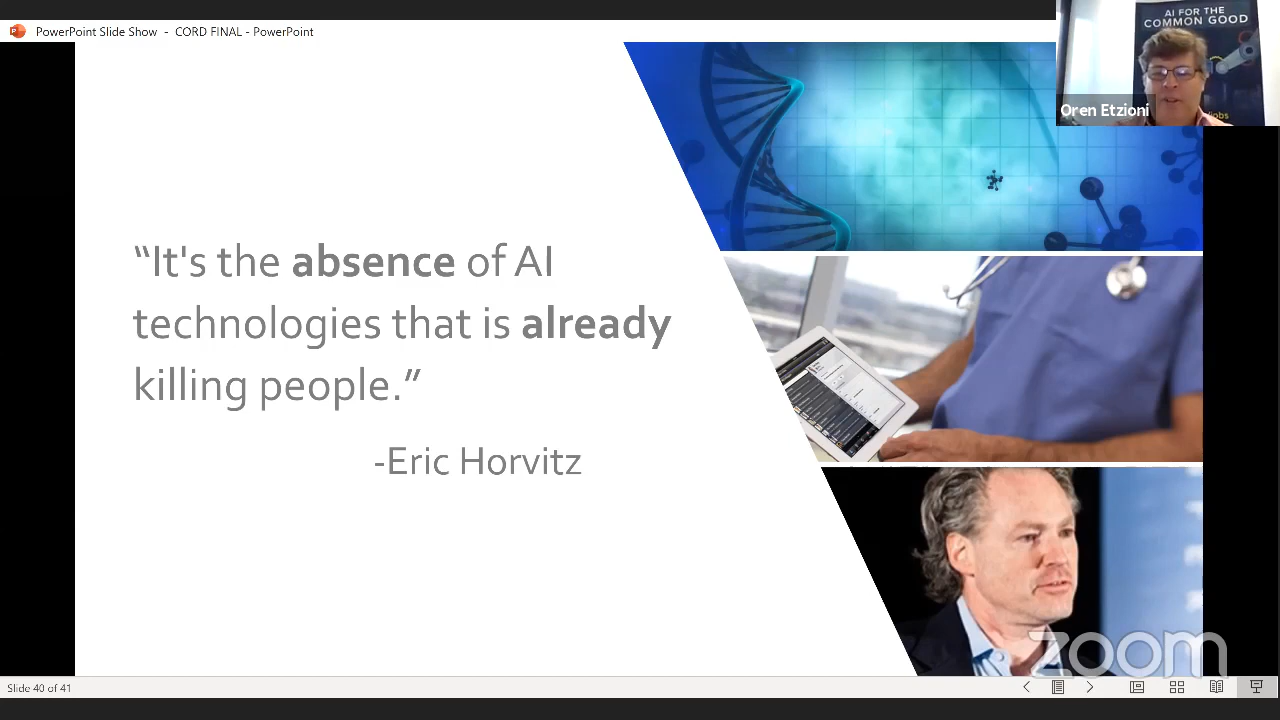 PowerPoint Slide Show - CORD FINAL - PowerPoint
AI FOR THE
COMMON GOOD
Oren Etzioni
“It's the absence of AI
technologies that is already
killing people.”
-Eric Horvitz
zoom
Slide 40 of 41